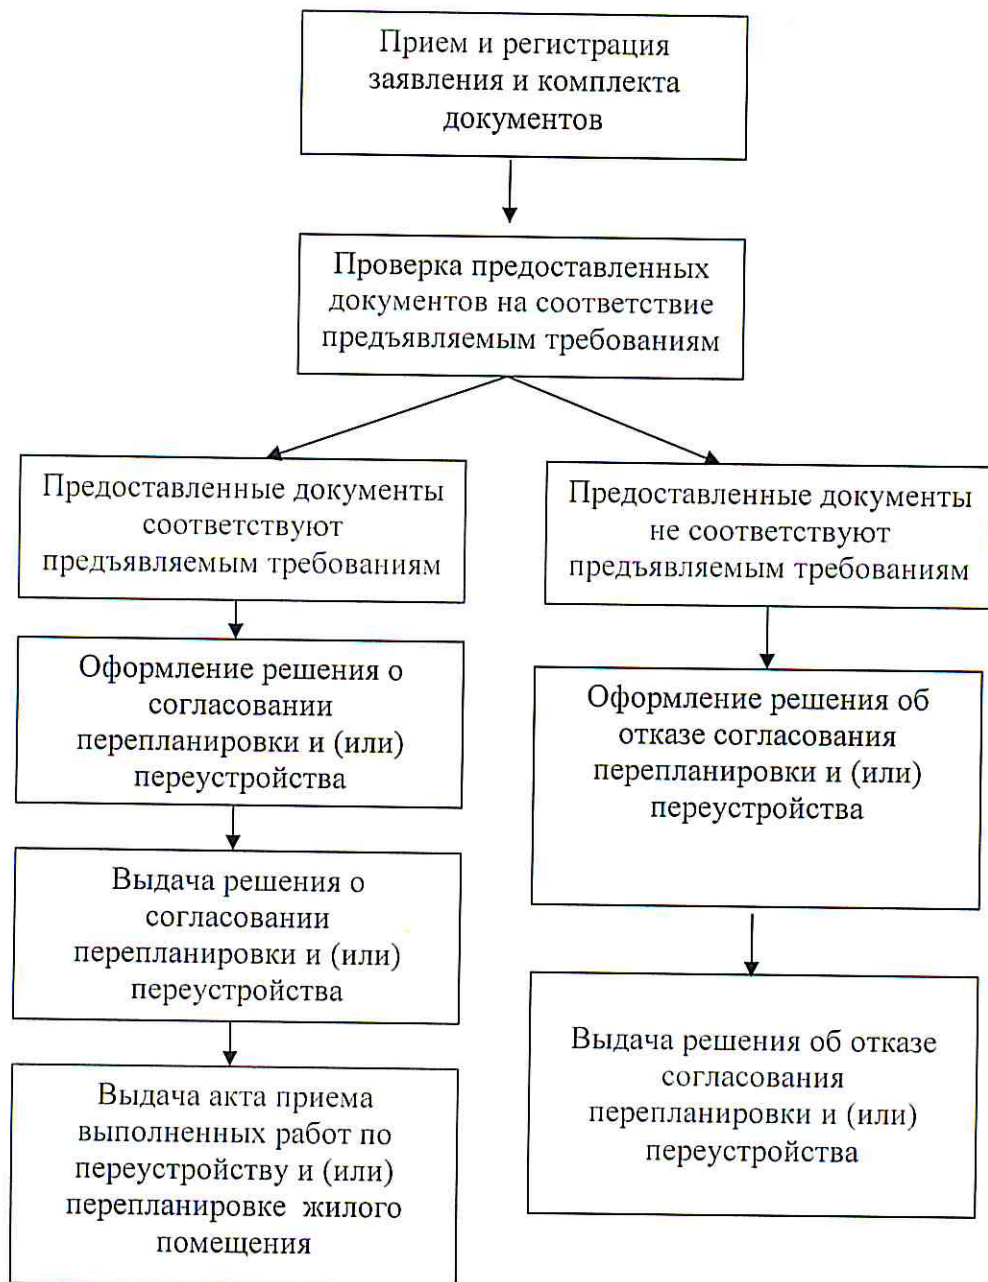 Прием и регистрация
заявления и комплекта
документов
Проверка предоставленных
документов на соответствие
предъявляемым требованиям
Предоставленные документы
соответствуют
предъявляемым требованиям
Предоставленные документы
не соответствуют
предъявляемым требованиям
Оформление решения о
согласовании
перепланировки и (или)
переустройства
Оформление решения об
отказе согласования
перепланировки и (или)
переустройства
Выдача решения о
согласовании
перепланировки и (или)
переустройства
Выдача решения об отказе
согласования
перепланировки и (или)
переустройства
Выдача акта приема
выполненных работ по
переустройству и (или)
перепланировке жилого
помещения